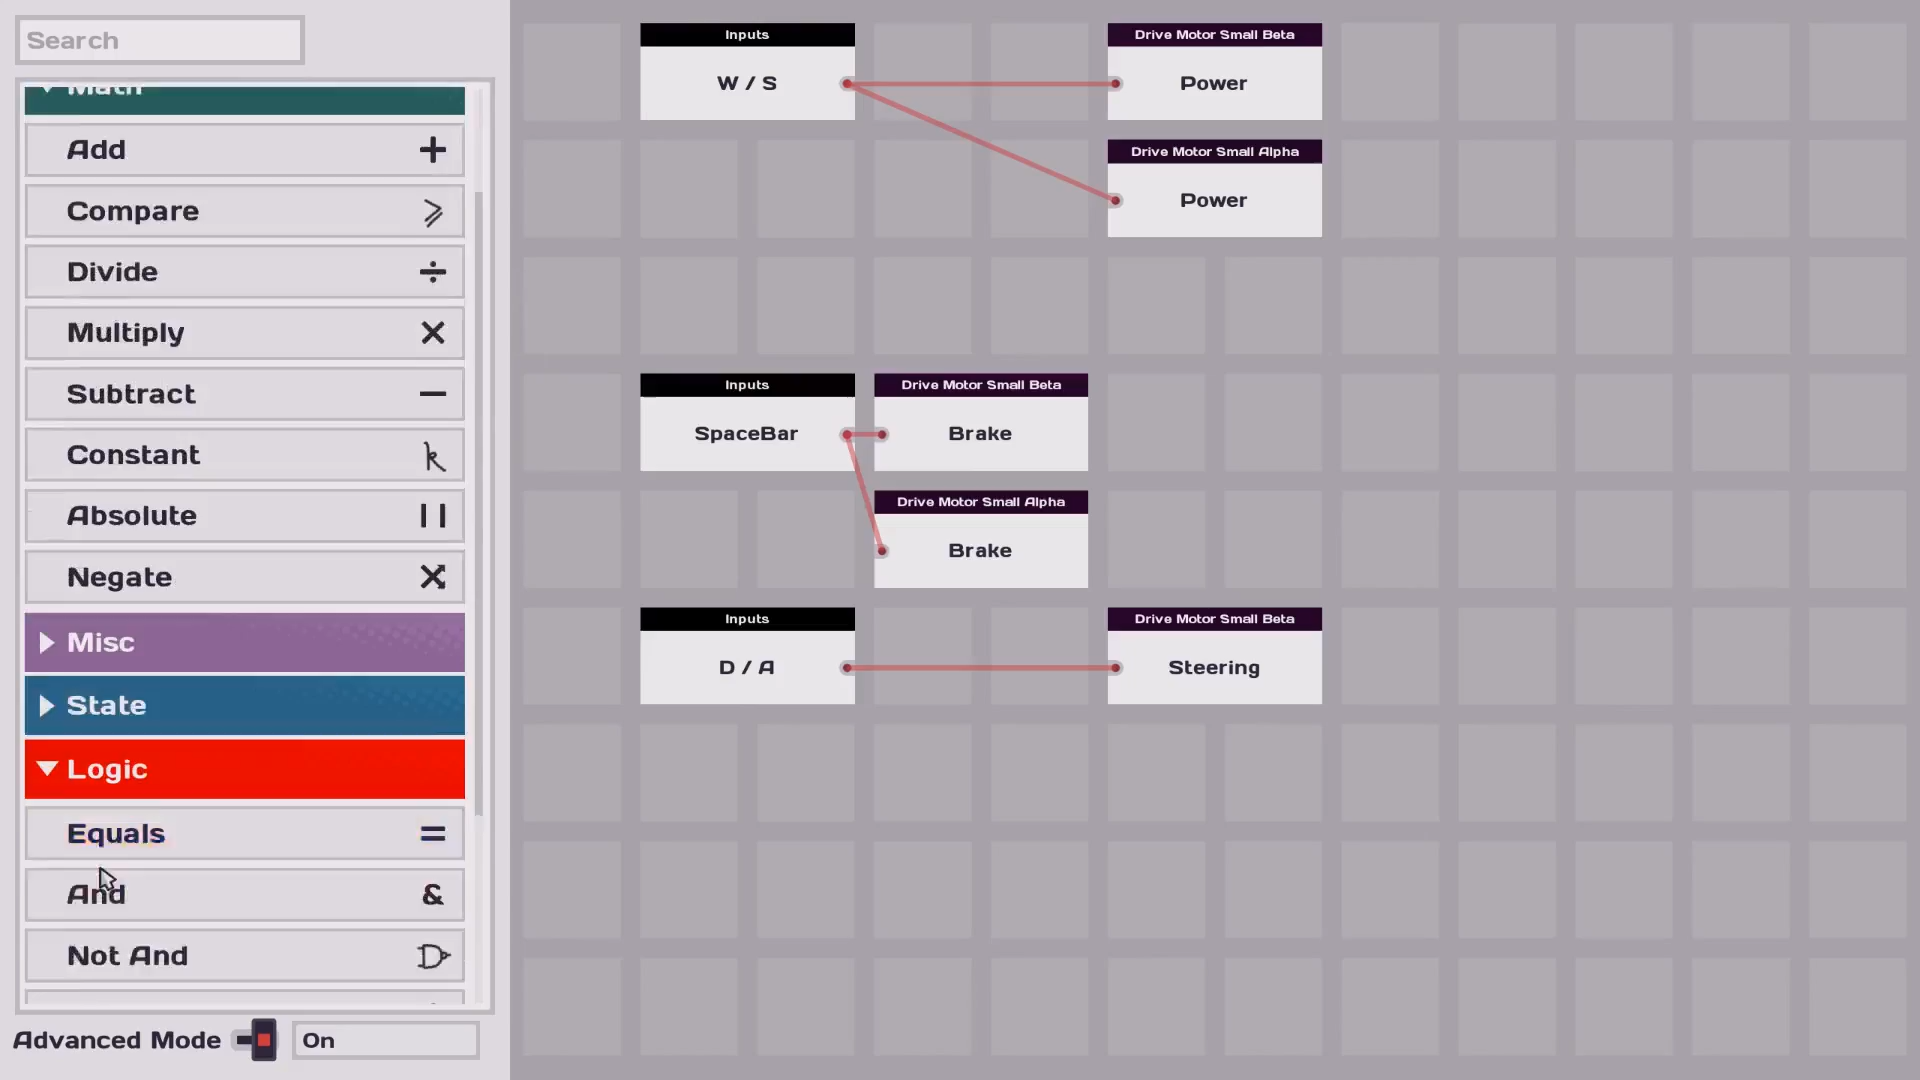 Search
Math
Add
Compare
Divide
Multiply
Subtract
Constant
Absolute
Negate
Misc
State
Logic
Equals
And
Not And
Advanced Mode
On
Inputs
W / S
Drive Motor Small Beta
Power
Drive Motor Small Alpha
Power
Inputs
SpaceBar
Drive Motor Small Beta
Brake
Drive Motor Small Alpha
Brake
Inputs
D / A
Drive Motor Small Beta
Steering